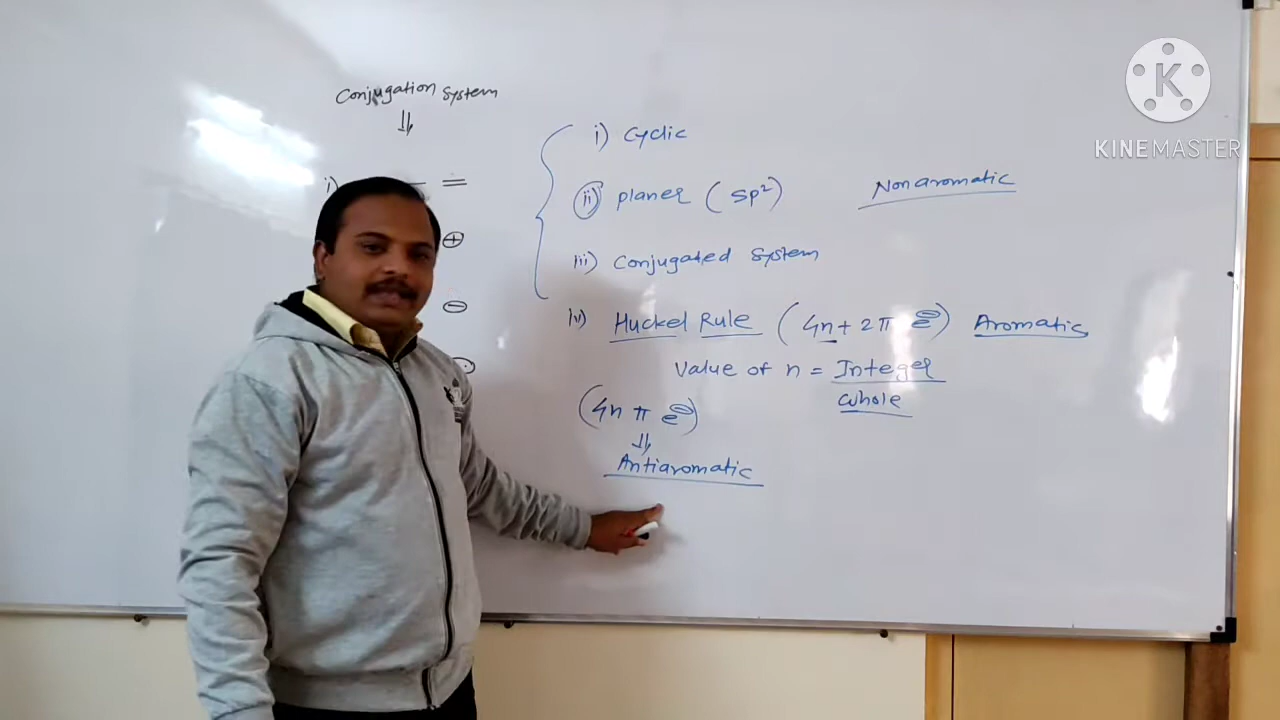 Conjugation System
⇓
i) =
⊕
⊖
i) Cyclic
ii) planer (sp²)
Nonaromatic
iii) Conjugated System
iv) Huckel Rule (4n + 2 π e⊖) Aromatic
Value of n = Integer
Whole
(4n π e⊖)
⇓
Antiaromatic
K
KINEMASTER